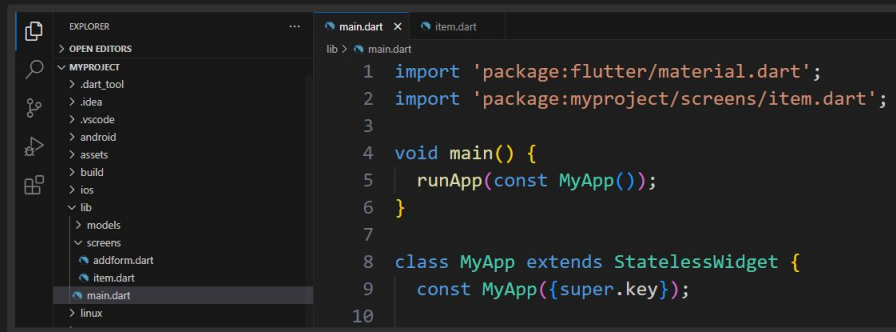 EXPLORER
...
> OPEN EDITORS
MYPROJECT
> .dart_tool
> .idea
> .vscode
> android
> assets
> build
> ios
lib
> models
screens
addform.dart
item.dart
main.dart
> linux
main.dart × item.dart
lib > main.dart
1 import 'package:flutter/material.dart';
2 import 'package:myproject/screens/item.dart';
3
4 void main() {
5 runApp(const MyApp());
6 }
7
8 class MyApp extends StatelessWidget {
9 const MyApp({super.key});
10